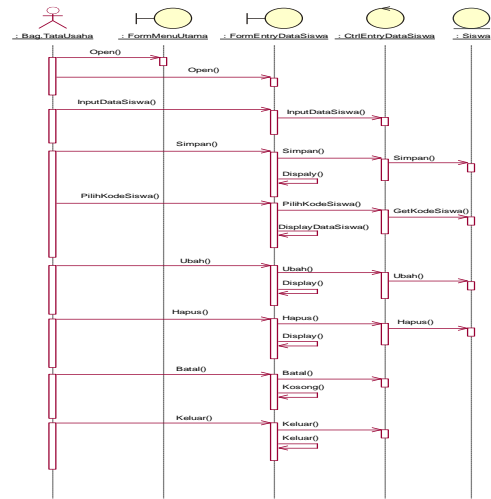 : Bag.TataUsaha
: FormMenuUtama
: FormEntryDataSiswa
: CtrlEntryDataSiswa
: Siswa
Open()
Open()
InputDataSiswa()
InputDataSiswa()
Simpan()
Simpan()
Simpan()
Dispaly()
PilihKodeSiswa()
PilihKodeSiswa()
GetKodeSiswa()
DisplayDataSiswa()
Ubah()
Ubah()
Ubah()
Display()
Hapus()
Hapus()
Hapus()
Display()
Batal()
Batal()
Kosong()
Keluar()
Keluar()
Keluar()